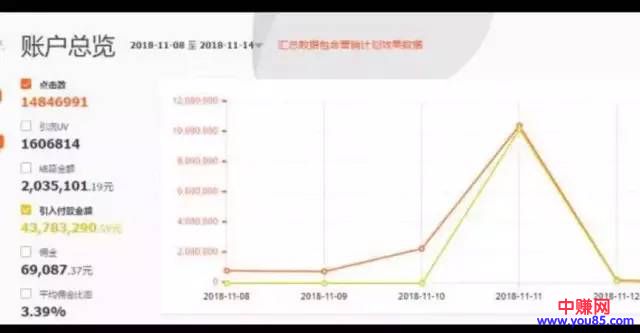 账户总览 2018-11-08 至 2018-11-14 汇总数据包含营销计划效果数据
点击数
14846991
引流UV
1606814
结算金额
2,035,101.19元
引入付款金额
43,783,290.59元
佣金
69,087.37元
平均佣金比率
3.39%
12,000,000
10,000,000
8,000,000
6,000,000
4,000,000
2,000,000
0
2018-11-08 2018-11-09 2018-11-10 2018-11-11 2018-11-12
中赚网
www.you85.com